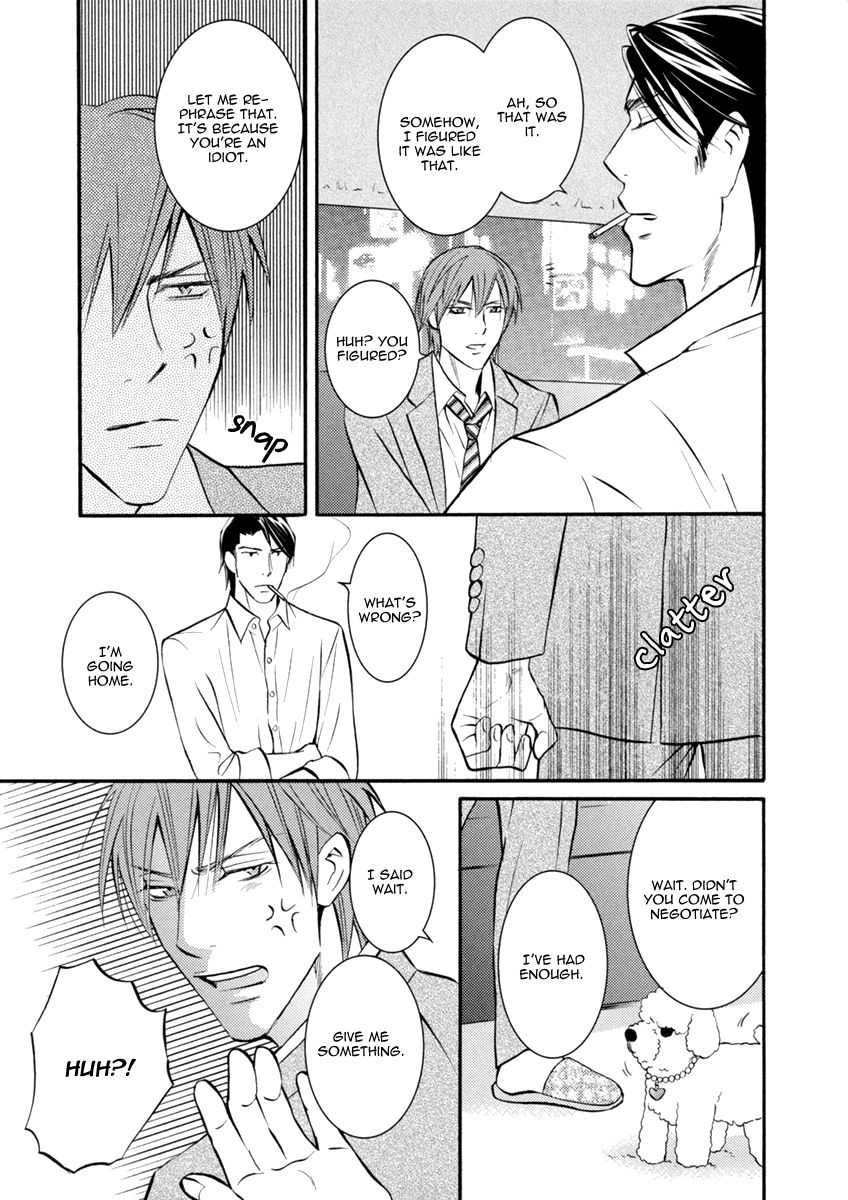 AH, SO
THAT WAS
IT.
SOMEHOW,
I FIGURED
IT WAS LIKE
THAT.
HUH? YOU
FIGURED?
LET ME RE-
PHRASE THAT.
IT'S BECAUSE
YOU'RE AN
IDIOT.
snap
clatter
WHAT'S
WRONG?
I'M
GOING
HOME.
WAIT. DIDN'T
YOU COME TO
NEGOTIATE?
I'VE HAD
ENOUGH.
I SAID
WAIT.
GIVE ME
SOMETHING.
HUH?!